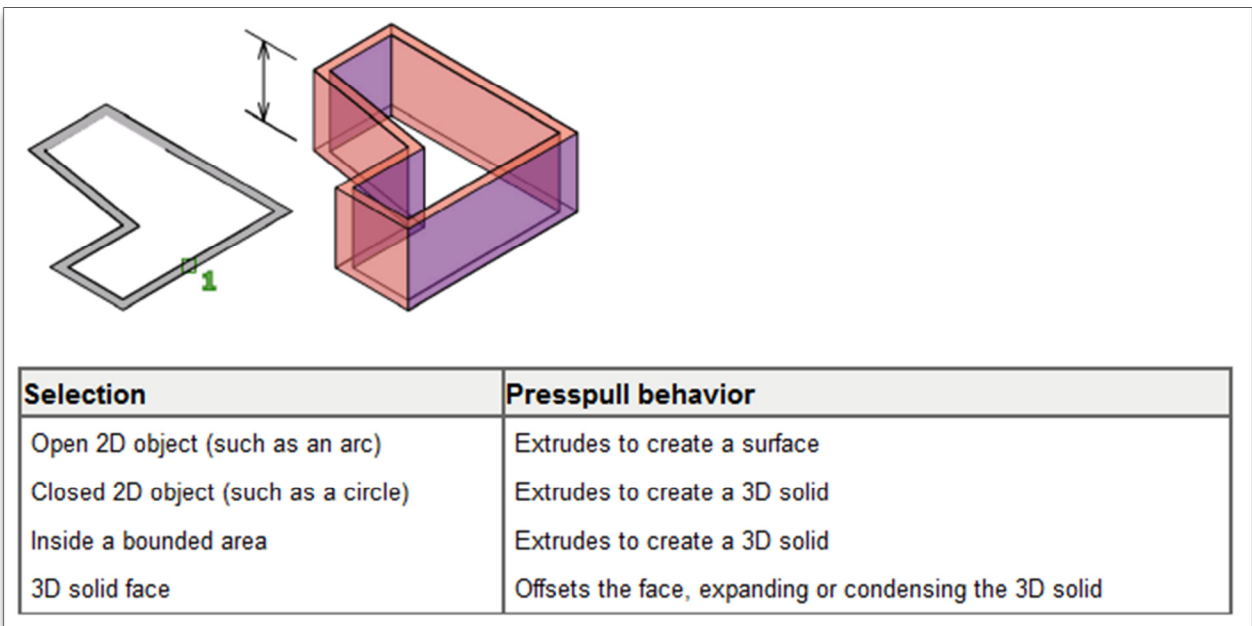 1
Selection Presspull behavior
Open 2D object (such as an arc) Extrudes to create a surface
Closed 2D object (such as a circle) Extrudes to create a 3D solid
Inside a bounded area Extrudes to create a 3D solid
3D solid face Offsets the face, expanding or condensing the 3D solid